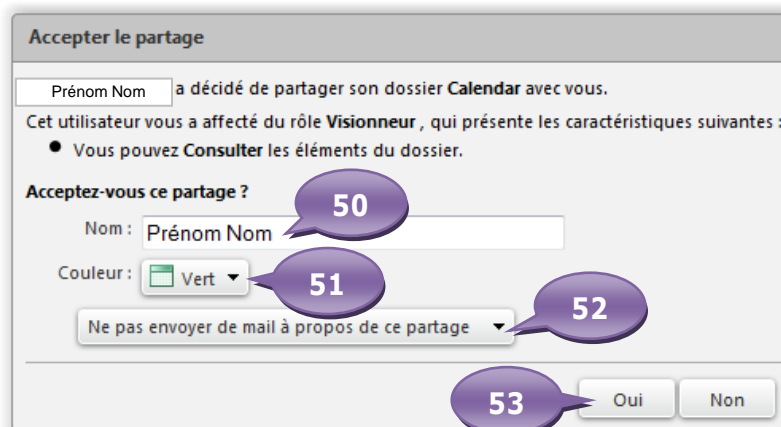 Accepter le partage
Prénom Nom a décidé de partager son dossier Calendar avec vous.
Cet utilisateur vous a affecté du rôle Visionneur , qui présente les caractéristiques suivantes :
● Vous pouvez Consulter les éléments du dossier.
Acceptez-vous ce partage ?
50
Nom : Prénom Nom
Couleur : Vert 51
Ne pas envoyer de mail à propos de ce partage 52
53 Oui Non